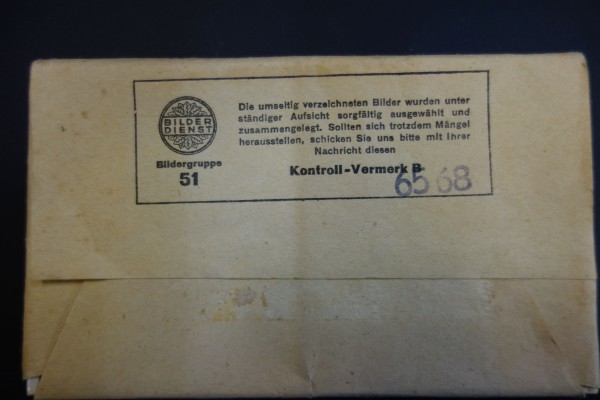 BILDER
DIENST
Bildergruppe
51
Die umseitig verzeichneten Bilder wurden unter
ständiger Aufsicht sorgfältig ausgewählt und
zusammengelegt. Sollten sich trotzdem Mängel
herausstellen, schicken Sie uns bitte mit Ihrer
Nachricht diesen
Kontroll-Vermerk B
6568